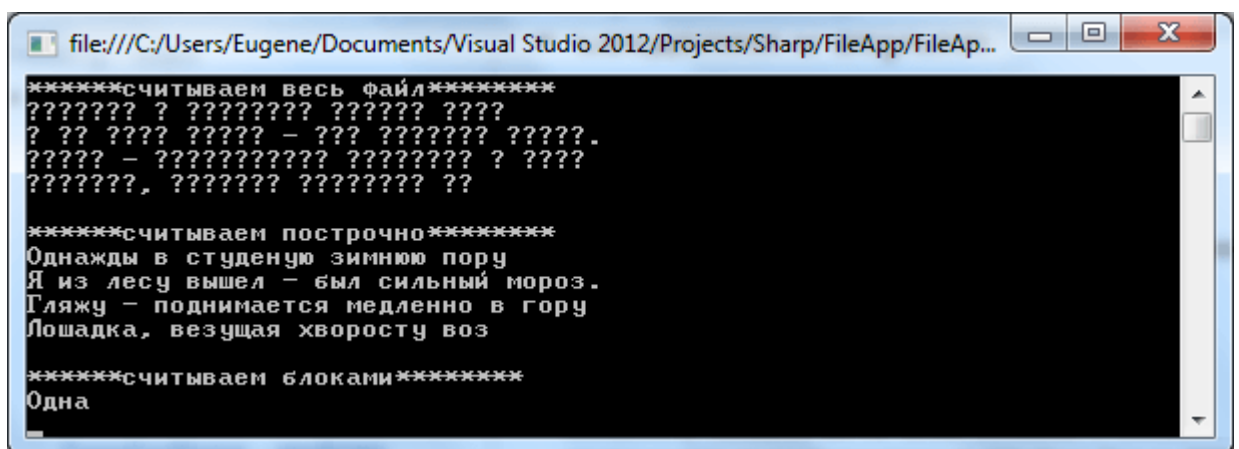 file:///C:/Users/Eugene/Documents/Visual Studio 2012/Projects/Sharp/FileApp/FileAp...
******считываем весь файл********
??????? ? ???????? ?????? ????
? ?? ???? ????? – ??? ??????? ?????.
????? – ??????????? ???????? ? ????
???????, ??????? ???????? ??

******считываем построчно********
Однажды в студеную зимнюю пору
Я из лесу вышел – был сильный мороз.
Гляжу – поднимается медленно в гору
Лошадка, везущая хворосту воз

******считываем блоками********
Одна